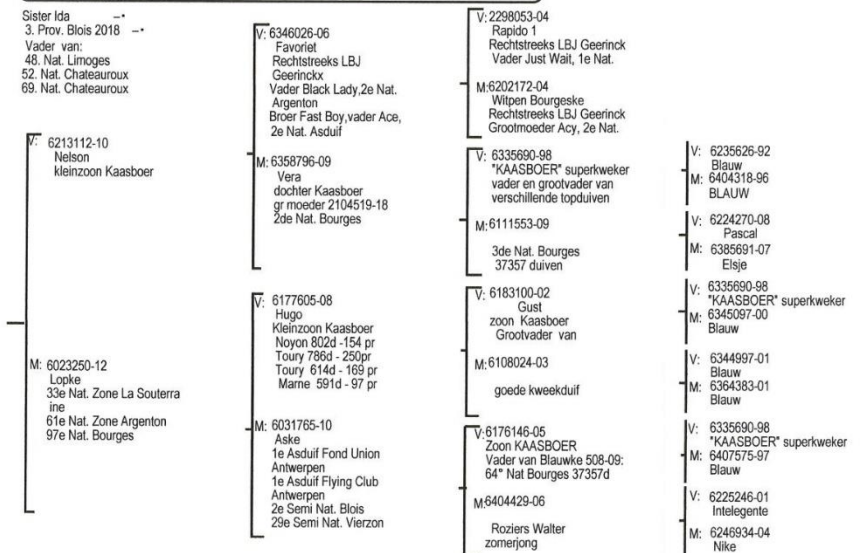 Sister Ida
3. Prov. Blois 2018
Vader van:
48. Nat. Limoges
52. Nat. Chateauroux
69. Nat. Chateauroux
V: 6213112-10
Nelson
kleinzoon Kaasboer
M: 6023250-12
Lopke
33e Nat. Zone La Souterra
ine
61e Nat. Zone Argenton
97e Nat. Bourges
V: 6346026-06
Favoriet
Rechtstreeks LBJ
Geerinckx
Vader Black Lady,2e Nat.
Argenton
Broer Fast Boy,vader Ace,
2e Nat. Asduif
M: 6358796-09
Vera
dochter Kaasboer
gr moeder 2104519-18
2de Nat. Bourges
V: 6177605-08
Hugo
Kleinzoon Kaasboer
Noyon 802d -154 pr
Toury 786d - 250pr
Toury 614d - 169 pr
Marne 591d - 97 pr
M: 6031765-10
Aske
1e Asduif Fond Union
Antwerpen
1e Asduif Flying Club
Antwerpen
2e Semi Nat. Blois
29e Semi Nat. Vierzon
V: 2298053-04
Rapido 1
Rechtstreeks LBJ Geerinck
Vader Just Wait, 1e Nat.
M:6202172-04
Witpen Bourgeske
Rechtstreeks LBJ Geerinck
Grootmoeder Acy, 2e Nat.
V: 6335690-98
"KAASBOER" superkweker
vader en grootvader van
verschillende topduiven
M:6111553-09
3de Nat. Bourges
37357 duiven
V: 6183100-02
Gust
zoon Kaasboer
Grootvader van
M:6108024-03
goede kweekduif
V:6176146-05
Zoon KAASBOER
Vader van Blauwke 508-09:
64° Nat Bourges 37357d
M:6404429-06
Roziers Walter
zomerjong
V: 6235626-92
Blauw
M: 6404318-96
BLAUW
V: 6224270-08
Pascal
M: 6385691-07
Elsje
V: 6335690-98
"KAASBOER" superkweker
M: 6345097-00
Blauw
V: 6344997-01
Blauw
M: 6364383-01
Blauw
V: 6335690-98
"KAASBOER" superkweker
M: 6407575-97
Blauw
V: 6225246-01
Intelegente
M: 6246934-04
Nike